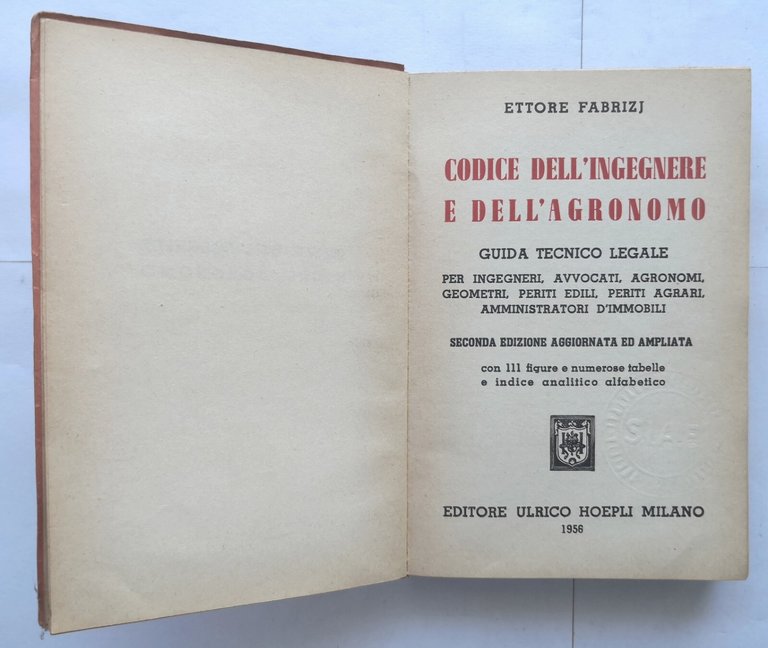 ETTORE FABRIZJ
CODICE DELL'INGEGNERE
E DELL'AGRONOMO
GUIDA TECNICO LEGALE
PER INGEGNERI, AVVOCATI, AGRONOMI,
GEOMETRI, PERITI EDILI, PERITI AGRARI,
AMMINISTRATORI D'IMMOBILI
SECONDA EDIZIONE AGGIORNATA ED AMPLIATA
con 111 figure e numerose tabelle
e indice analitico alfabetico
EDITORE ULRICO HOEPLI MILANO
1956